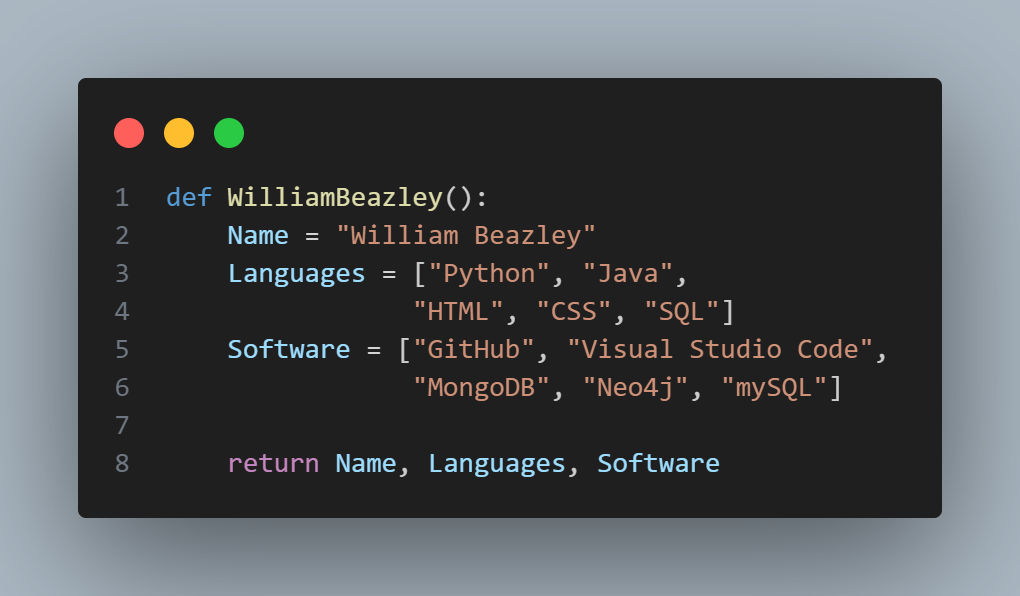 1 def WilliamBeazley():
2     Name = "William Beazley"
3     Languages = ["Python", "Java",
4                 "HTML", "CSS", "SQL"]
5     Software = ["GitHub", "Visual Studio Code",
6                 "MongoDB", "Neo4j", "mySQL"]
7
8     return Name, Languages, Software